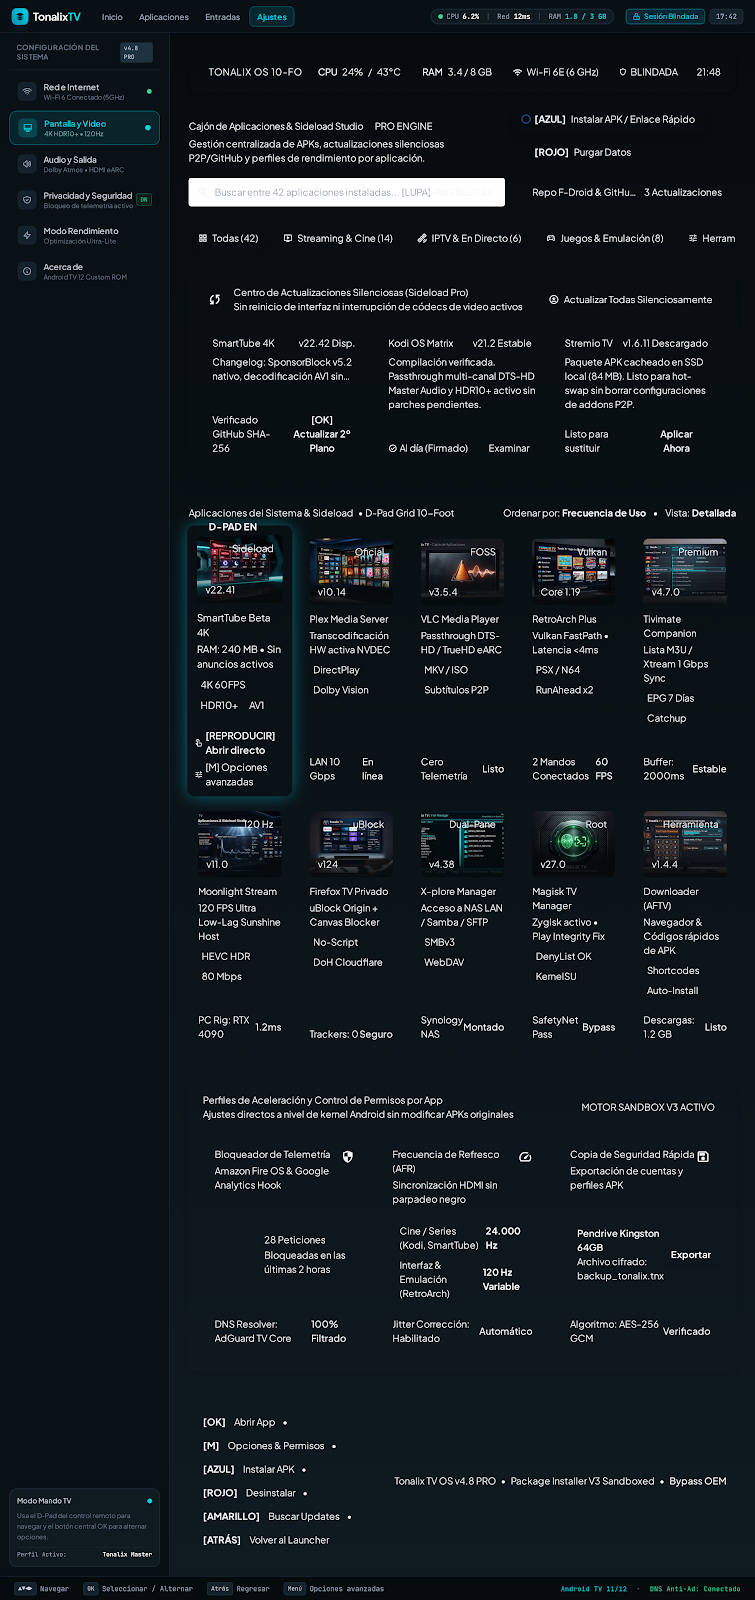 TonalixTV Inicio Aplicaciones Entradas Ajustes CPU 6.2% | Red 12ms | RAM 1.8 / 3 GB Sesión Blindada 17:42
CONFIGURACIÓN DEL SISTEMA v4.8 PRO
Red e Internet
Wi-Fi 6 Conectado (5GHz)
Pantalla y Video
4K HDR10+ • 120Hz
Audio y Salida
Dolby Atmos • HDMI eARC
Privacidad y Seguridad ON
Bloqueo de telemetría activo
Modo Rendimiento
Optimización Ultra-Lite
Acerca de
Android TV 12 Custom ROM
TONALIX OS 10-FO CPU 24% / 43°C RAM 3.4 / 8 GB Wi-Fi 6E (6 GHz) BLINDADA 21:48
Cajón de Aplicaciones & Sideload Studio PRO ENGINE
Gestión centralizada de APKs, actualizaciones silenciosas
P2P/GitHub y perfiles de rendimiento por aplicación.
[AZUL] Instalar APK / Enlace Rápido
[ROJO] Purgar Datos
Buscar entre 42 aplicaciones instaladas... [LUPA]
Repo F-Droid & GitHu... 3 Actualizaciones
Todas (42) Streaming & Cine (14) IPTV & En Directo (6) Juegos & Emulación (8) Herram
Centro de Actualizaciones Silenciosas (Sideload Pro)
Sin reinicio de interfaz ni interrupción de códecs de video activos
Actualizar Todas Silenciosamente
SmartTube 4K v22.42 Disp.
Changelog: SponsorBlock v5.2
nativo, decodificación AV1 sin...
Verificado
GitHub SHA-
256
[OK]
Actualizar 2º
Plano
Kodi OS Matrix v21.2 Estable
Compilación verificada.
Passthrough multi-canal DTS-HD
Master Audio y HDR10+ activo sin
parches pendientes.
Al día (Firmado) Examinar
Stremio TV v1.6.11 Descargado
Paquete APK cacheado en SSD
local (84 MB). Listo para hot-
swap sin borrar configuraciones
de addons P2P.
Listo para
sustituir
Aplicar
Ahora
Aplicaciones del Sistema & Sideload • D-Pad Grid 10-Foot Ordenar por: Frecuencia de Uso • Vista: Detallada
D-PAD EN
Sideload
v22.41
SmartTube Beta
4K
RAM: 240 MB • Sin
anuncios activos
4K 60FPS
HDR10+ AV1
[REPRODUCIR]
Abrir directo
[M] Opciones
avanzadas
Oficial
v10.14
Plex Media Server
Transcodificación
HW activa NVDEC
DirectPlay
Dolby Vision
LAN 10
Gbps
En
línea
FOSS
v3.5.4
VLC Media Player
Passthrough DTS-
HD / TrueHD eARC
MKV / ISO
Subtítulos P2P
Cero
Telemetría
Listo
Vulkan
Core 1.19
RetroArch Plus
Vulkan FastPath •
Latencia <4ms
PSX / N64
RunAhead x2
2 Mandos
Conectados
60
FPS
Premium
v4.7.0
Tivimate
Companion
Lista M3U /
Xtream 1 Gbps
Sync
EPG 7 Días
Catchup
Buffer:
2000ms
Estable
120 Hz
v11.0
Moonlight Stream
120 FPS Ultra
Low-Lag Sunshine
Host
HEVC HDR
80 Mbps
PC Rig: RTX
4090
1.2ms
uBlock
v124
Firefox TV Privado
uBlock Origin +
Canvas Blocker
No-Script
DoH Cloudflare
Trackers: 0 Seguro
Dual-Pane
v4.38
X-plore Manager
Acceso a NAS LAN
/ Samba / SFTP
SMBv3
WebDAV
Synology
NAS
Montado
Root
v27.0
Magisk TV
Manager
Zygisk activo •
Play Integrity Fix
DenyList OK
KernelSU
SafetyNet
Pass
Bypass
Herramienta
v1.4.4
Downloader
(AFTV)
Navegador &
Códigos rápidos
de APK
Shortcodes
Auto-Install
Descargas:
1.2 GB
Listo
Perfiles de Aceleración y Control de Permisos por App
Ajustes directos a nivel de kernel Android sin modificar APKs originales
MOTOR SANDBOX V3 ACTIVO
Bloqueador de Telemetría
Amazon Fire OS & Google
Analytics Hook
28 Peticiones
Bloqueadas en las
últimas 2 horas
DNS Resolver:
AdGuard TV Core
100%
Filtrado
Frecuencia de Refresco
(AFR)
Sincronización HDMI sin
parpadeo negro
Cine / Series
(Kodi, SmartTube)
24.000
Hz
Interfaz &
Emulación
(RetroArch)
120 Hz
Variable
Jitter Corrección:
Habilitado
Automático
Copia de Seguridad Rápida
Exportación de cuentas y
perfiles APK
Pendrive Kingston
64GB
Archivo cifrado:
backup_tonalix.tnx
Exportar
Algoritmo: AES-256
GCM
Verificado
[OK] Abrir App •
[M] Opciones & Permisos •
[AZUL] Instalar APK •
[ROJO] Desinstalar •
[AMARILLO] Buscar Updates •
[ATRÁS] Volver al Launcher
Tonalix TV OS v4.8 PRO • Package Installer V3 Sandboxed • Bypass OEM
Modo Mando TV
Usa el D-Pad del control remoto para
navegar y el botón central OK para alternar
opciones.
Perfil Activo: Tonalix Master
Navegar OK Seleccionar / Alternar Atrás Regresar Menú Opciones avanzadas Android TV 11/12 · DNS Anti-Ad: Conectado